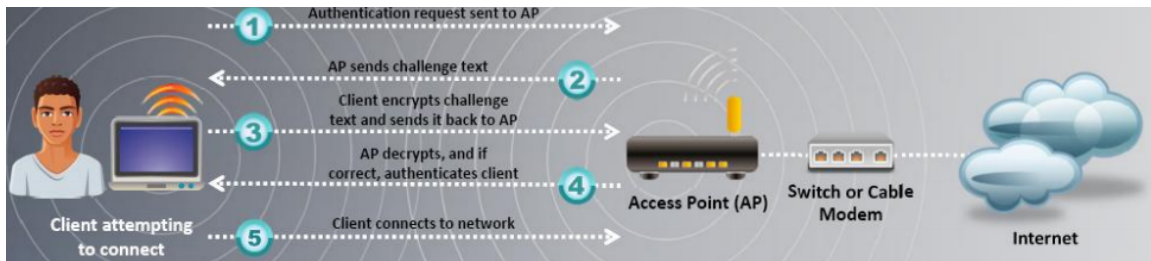 1
Authentication request sent to AP
AP sends challenge text
2
Client encrypts challenge
3
text and sends it back to AP
AP decrypts, and if
correct, authenticates client
4
Client attempting
to connect
5
Client connects to network
Access Point (AP)
Switch or Cable
Modem
Internet